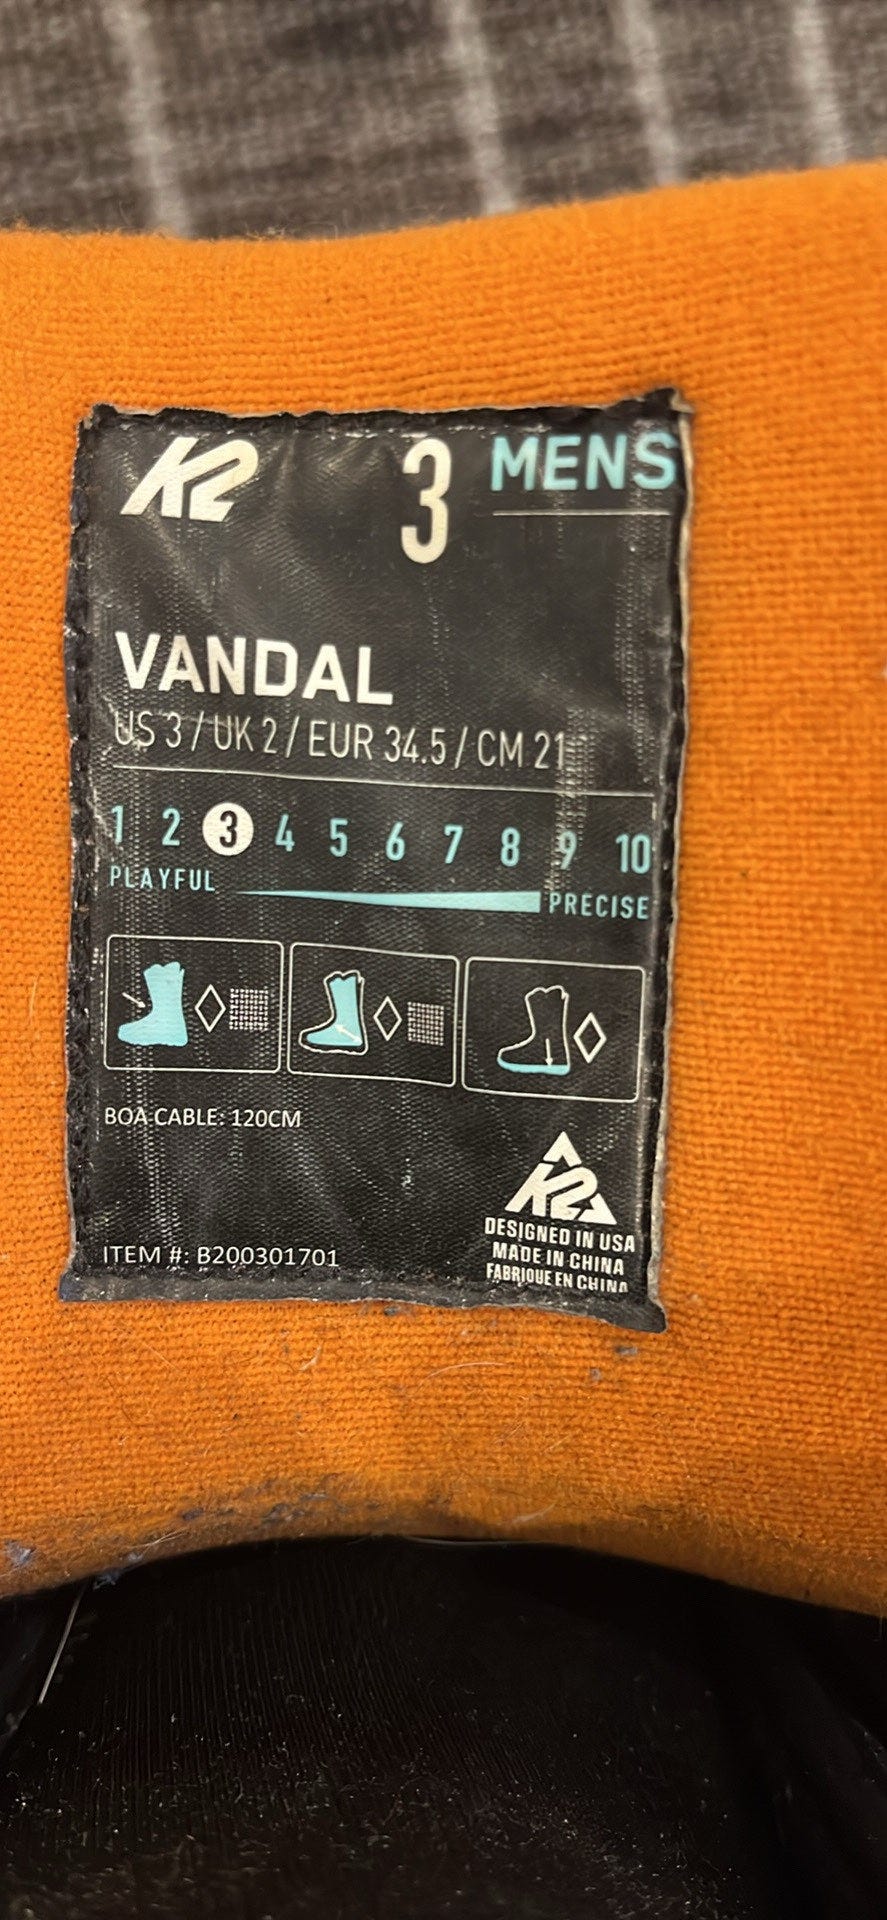 K2 3 MENS
VANDAL
US 3 / UK 2 / EUR 34.5 / CM 21
1 2 3 4 5 6 7 8 9 10
PLAYFUL PRECISE
BOA CABLE: 120CM
K2
DESIGNED IN USA
ITEM #: B200301701 MADE IN CHINA
FABRIQUE EN CHINA